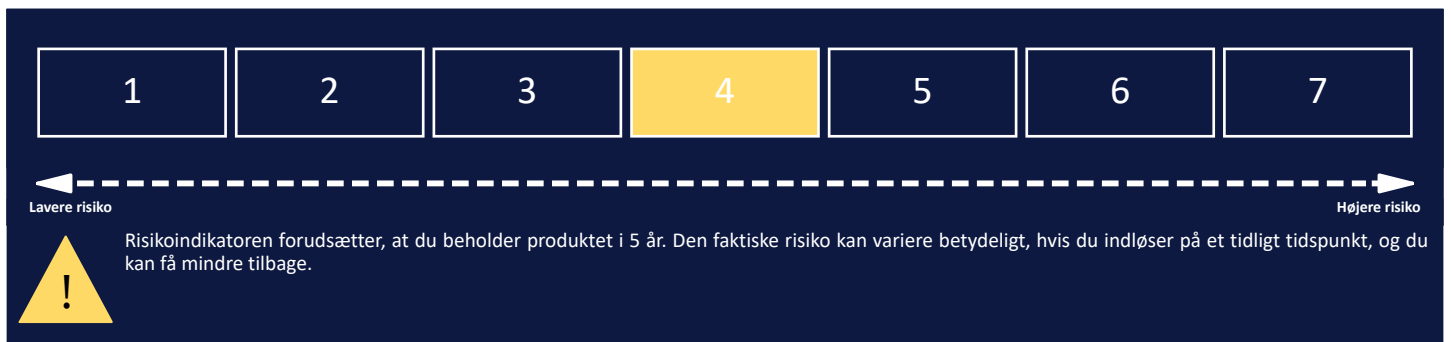 1 2 3 4 5 6 7
Lavere risiko Højere risiko
Risikoindikatoren forudsætter, at du beholder produktet i 5 år. Den faktiske risiko kan variere betydeligt, hvis du indløser på et tidligt tidspunkt, og du
kan få mindre tilbage.
!